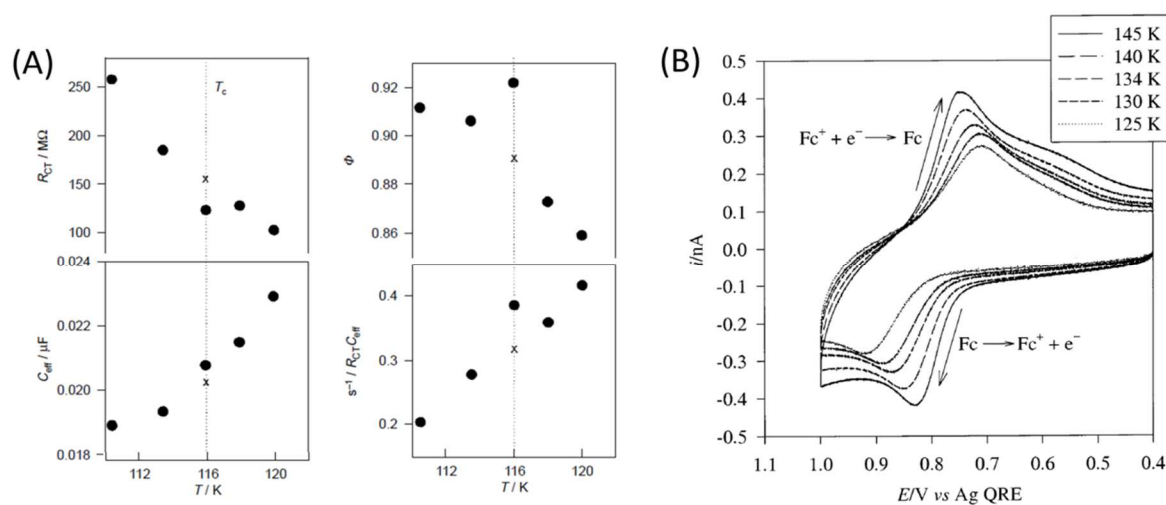 (A)
R_CT / MΩ
250
200
150
100
T_c
C_eff / µF
0.024
0.022
0.020
0.018
112 116 120
T / K
Φ
0.92
0.90
0.88
0.86
s⁻¹ / R_CT C_eff
0.4
0.3
0.2
112 116 120
T / K
(B)
145 K
140 K
134 K
130 K
125 K
i/nA
0.5
0.4
0.3
0.2
0.1
0.0
-0.1
-0.2
-0.3
-0.4
-0.5
Fc⁺ + e⁻ → Fc
Fc → Fc⁺ + e⁻
1.1 1.0 0.9 0.8 0.7 0.6 0.5 0.4
E/V vs Ag QRE